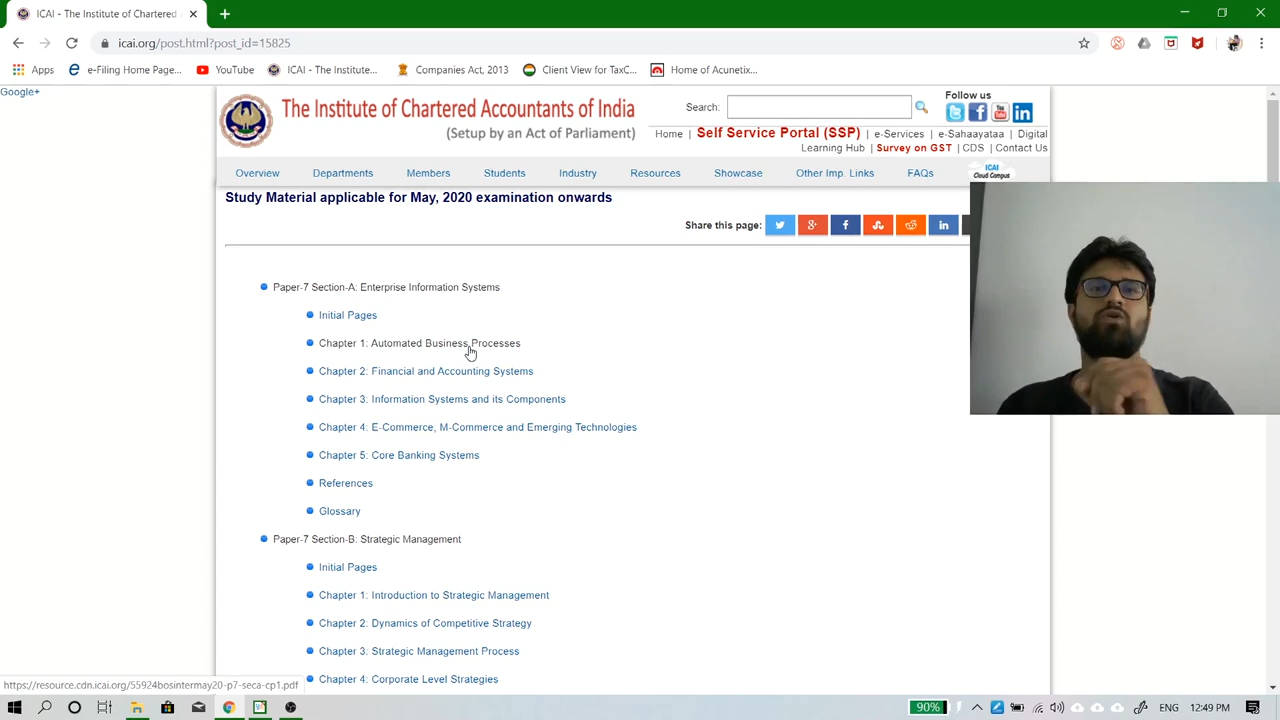 ICAI - The Institute of Chartered
icai.org/post.html?post_id=15825
Apps
e-Filing Home Page...
YouTube
ICAI - The Institute...
Companies Act, 2013
Client View for TaxC...
Home of Acunetix...
Google+
The Institute of Chartered Accountants of India
(Setup by an Act of Parliament)
Search:
Follow us
Home | Self Service Portal (SSP) | e-Services | e-Sahaayataa | Digital
Learning Hub | Survey on GST | CDS | Contact Us
Overview
Departments
Members
Students
Industry
Resources
Showcase
Other Imp. Links
FAQs
ICAI
Cloud Campus
Study Material applicable for May, 2020 examination onwards
Share this page:
Paper-7 Section-A: Enterprise Information Systems
Initial Pages
Chapter 1: Automated Business Processes
Chapter 2: Financial and Accounting Systems
Chapter 3: Information Systems and its Components
Chapter 4: E-Commerce, M-Commerce and Emerging Technologies
Chapter 5: Core Banking Systems
References
Glossary
Paper-7 Section-B: Strategic Management
Initial Pages
Chapter 1: Introduction to Strategic Management
Chapter 2: Dynamics of Competitive Strategy
Chapter 3: Strategic Management Process
Chapter 4: Corporate Level Strategies
https://resource.cdn.icai.org/55924bosintermay20-p7-seca-cp1.pdf
90%
ENG
12:49 PM